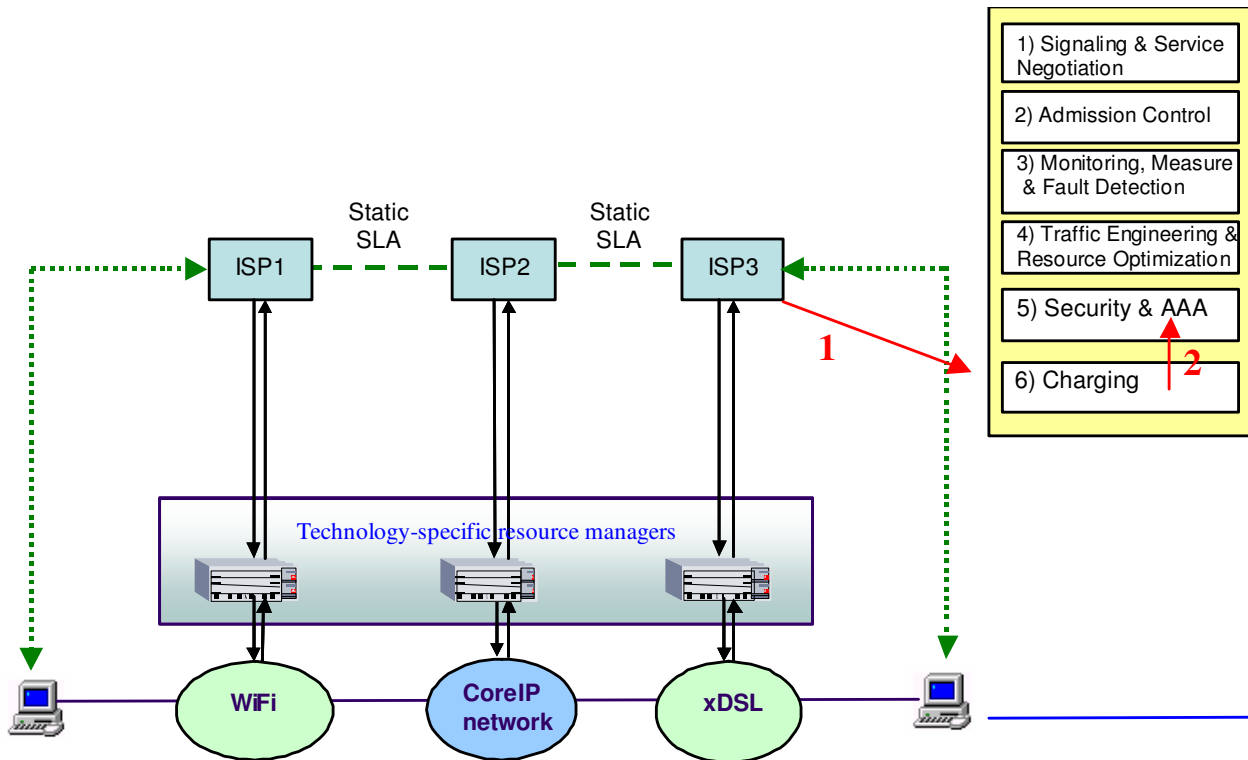 1) Signaling & Service
Negotiation
2) Admission Control
3) Monitoring, Measure
& Fault Detection
4) Traffic Engineering &
Resource Optimization
5) Security & AAA
6) Charging
2
1
Static
SLA
Static
SLA
ISP1
ISP2
ISP3
Technology-specific resource managers
WiFi
CoreIP
network
xDSL